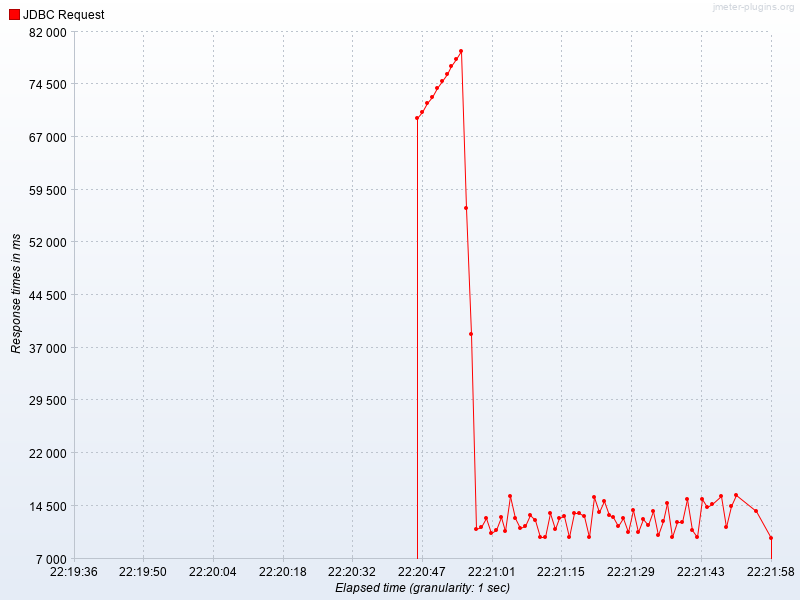 jmeter-plugins.org
JDBC Request
82 000
74 500
67 000
59 500
52 000
44 500
37 000
29 500
22 000
14 500
7 000
Response times in ms
22:19:36 22:19:50 22:20:04 22:20:18 22:20:32 22:20:47 22:21:01 22:21:15 22:21:29 22:21:43 22:21:58
Elapsed time (granularity: 1 sec)